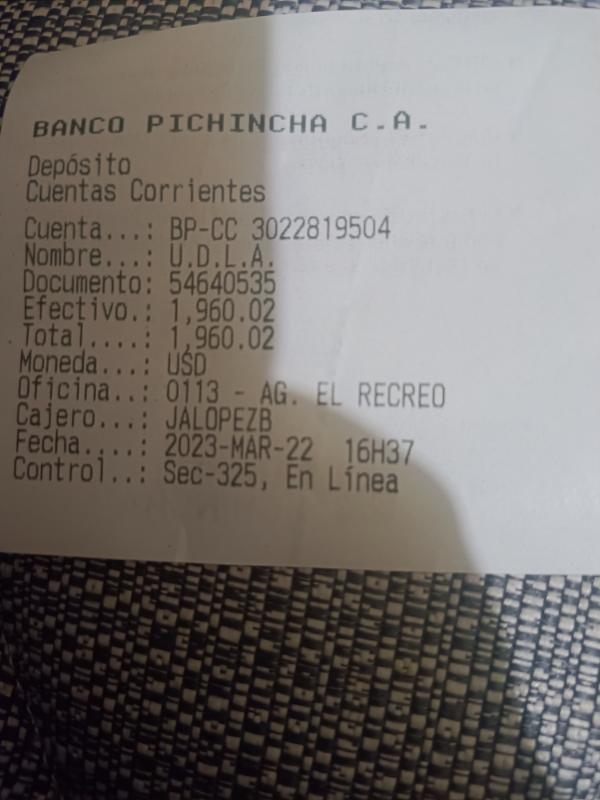 BANCO PICHINCHA C.A.
Depósito
Cuentas Corrientes
Cuenta...: BP-CC 3022819504
Nombre...: U.D.L.A.
Documento: 54640535
Efectivo.: 1,960.02
Total....: 1,960.02
Moneda...: USD
Oficina..: 0113 - AG. EL RECREO
Cajero...: JALOPEZB
Fecha....: 2023-MAR-22 16H37
Control..: Sec-325, En Línea